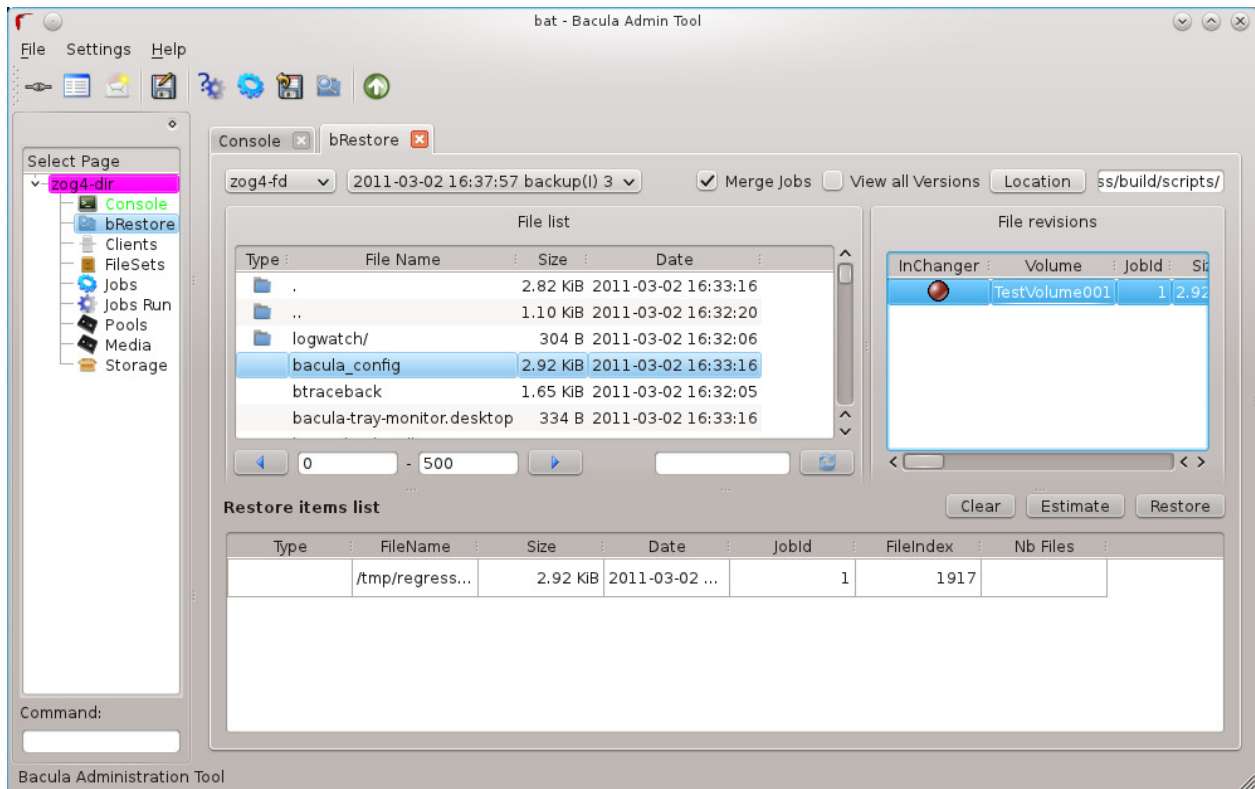 bat - Bacula Admin Tool
File Settings Help
Console bRestore
Select Page
zog4-dir
Console
bRestore
Clients
FileSets
Jobs
Jobs Run
Pools
Media
Storage
Command:
zog4-fd 2011-03-02 16:37:57 backup(I) 3 Merge Jobs View all Versions Location ss/build/scripts/
File list
Type File Name Size Date
. 2.82 KiB 2011-03-02 16:33:16
.. 1.10 KiB 2011-03-02 16:32:20
logwatch/ 304 B 2011-03-02 16:32:06
bacula_config 2.92 KiB 2011-03-02 16:33:16
btraceback 1.65 KiB 2011-03-02 16:32:05
bacula-tray-monitor.desktop 334 B 2011-03-02 16:33:16
0 - 500
File revisions
InChanger Volume JobId Siz
TestVolume001 1 2.92
Restore items list Clear Estimate Restore
Type FileName Size Date JobId FileIndex Nb Files
/tmp/regress... 2.92 KiB 2011-03-02 ... 1 1917
Bacula Administration Tool